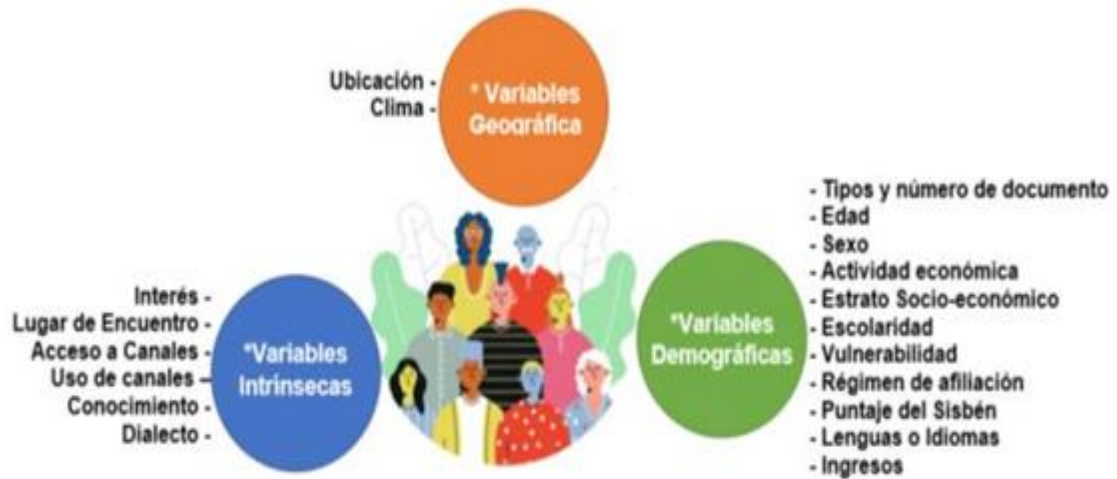 Ubicación -
Clima -
* Variables
Geográfica
Interés -
Lugar de Encuentro -
Acceso a Canales -
Uso de canales –
Conocimiento -
Dialecto -
*Variables
Intrínsecas
*Variables
Demográficas
- Tipos y número de documento
- Edad
- Sexo
- Actividad económica
- Estrato Socio-económico
- Escolaridad
- Vulnerabilidad
- Régimen de afiliación
- Puntaje del Sisbén
- Lenguas o Idiomas
- Ingresos